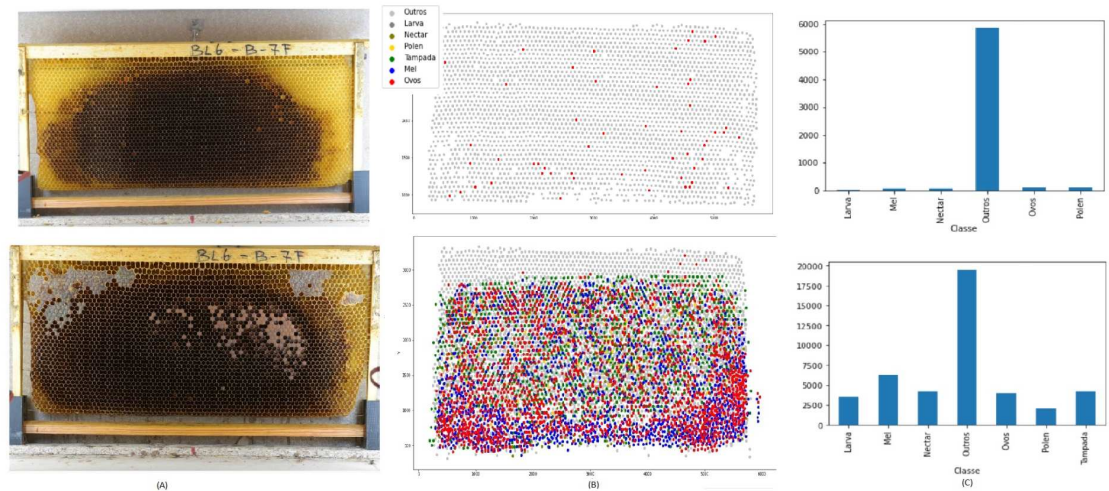 BL6-B-7F
Outros
Larva
Nectar
Polen
Tampada
Mel
Ovos
6000
5000
4000
3000
2000
1000
0
Larva
Mel
Nectar
Outros
Ovos
Polen
Classe
BL6-B-7F
20000
17500
15000
12500
10000
7500
5000
2500
0
Larva
Mel
Nectar
Outros
Ovos
Polen
Tampada
Classe
(A)
(B)
(C)